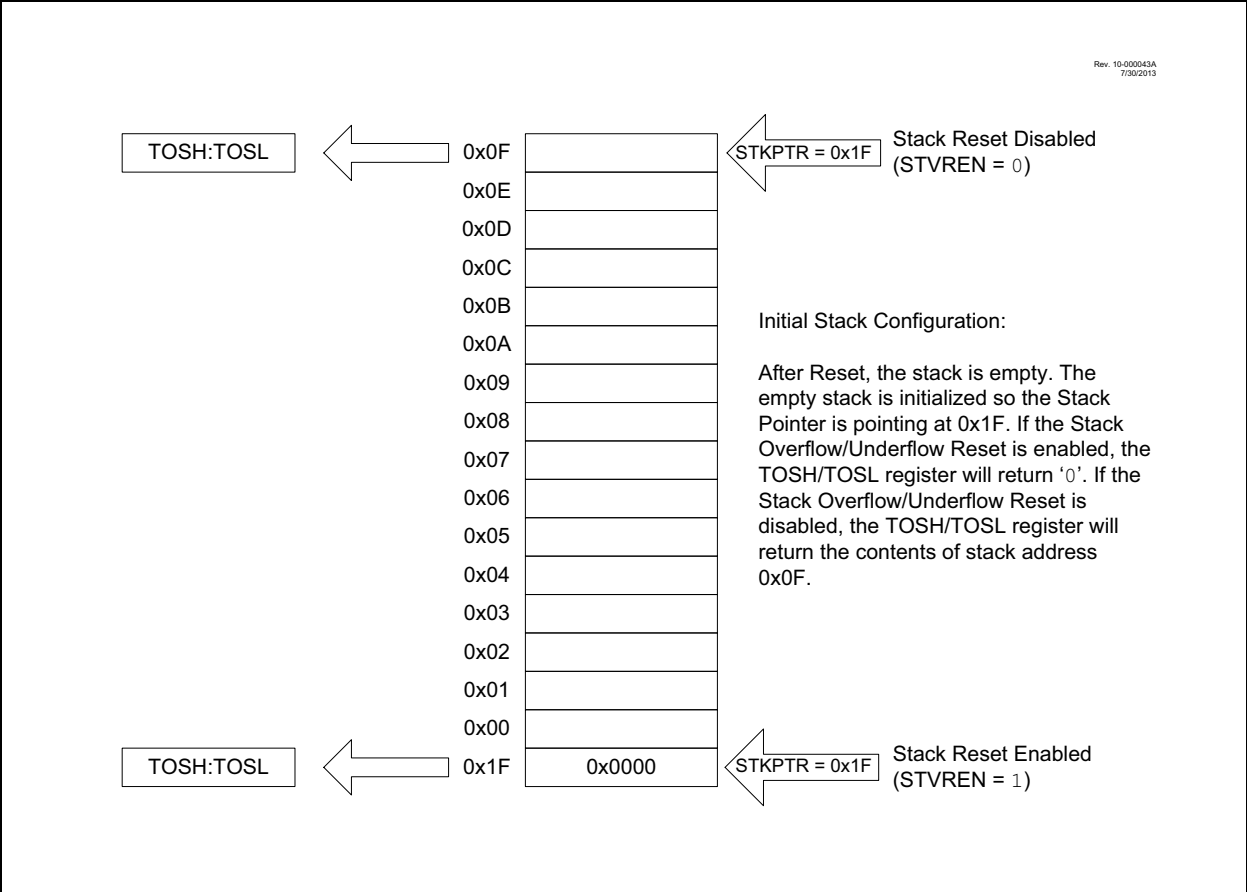 Rev. 10-000043A
7/30/2013
TOSH:TOSL
0x0F
STKPTR = 0x1F
Stack Reset Disabled
(STVREN = 0)
0x0E
0x0D
0x0C
0x0B
0x0A
0x09
0x08
0x07
0x06
0x05
0x04
0x03
0x02
0x01
0x00
Initial Stack Configuration:
After Reset, the stack is empty. The
empty stack is initialized so the Stack
Pointer is pointing at 0x1F. If the Stack
Overflow/Underflow Reset is enabled, the
TOSH/TOSL register will return ‘0’. If the
Stack Overflow/Underflow Reset is
disabled, the TOSH/TOSL register will
return the contents of stack address
0x0F.
TOSH:TOSL
0x1F
0x0000
STKPTR = 0x1F
Stack Reset Enabled
(STVREN = 1)